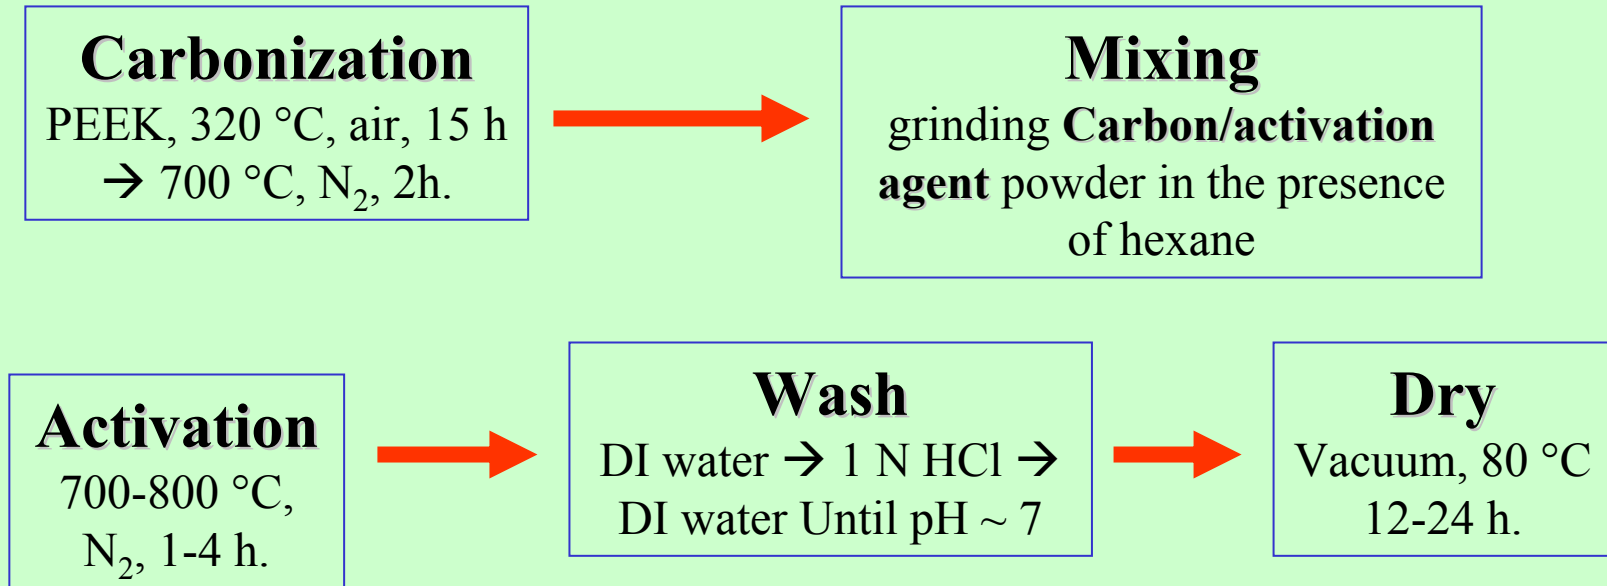 Carbonization
PEEK, 320 °C, air, 15 h
→ 700 °C, N₂, 2h.
Mixing
grinding Carbon/activation
agent powder in the presence
of hexane
Activation
700-800 °C,
N₂, 1-4 h.
Wash
DI water → 1 N HCl →
DI water Until pH ~ 7
Dry
Vacuum, 80 °C
12-24 h.